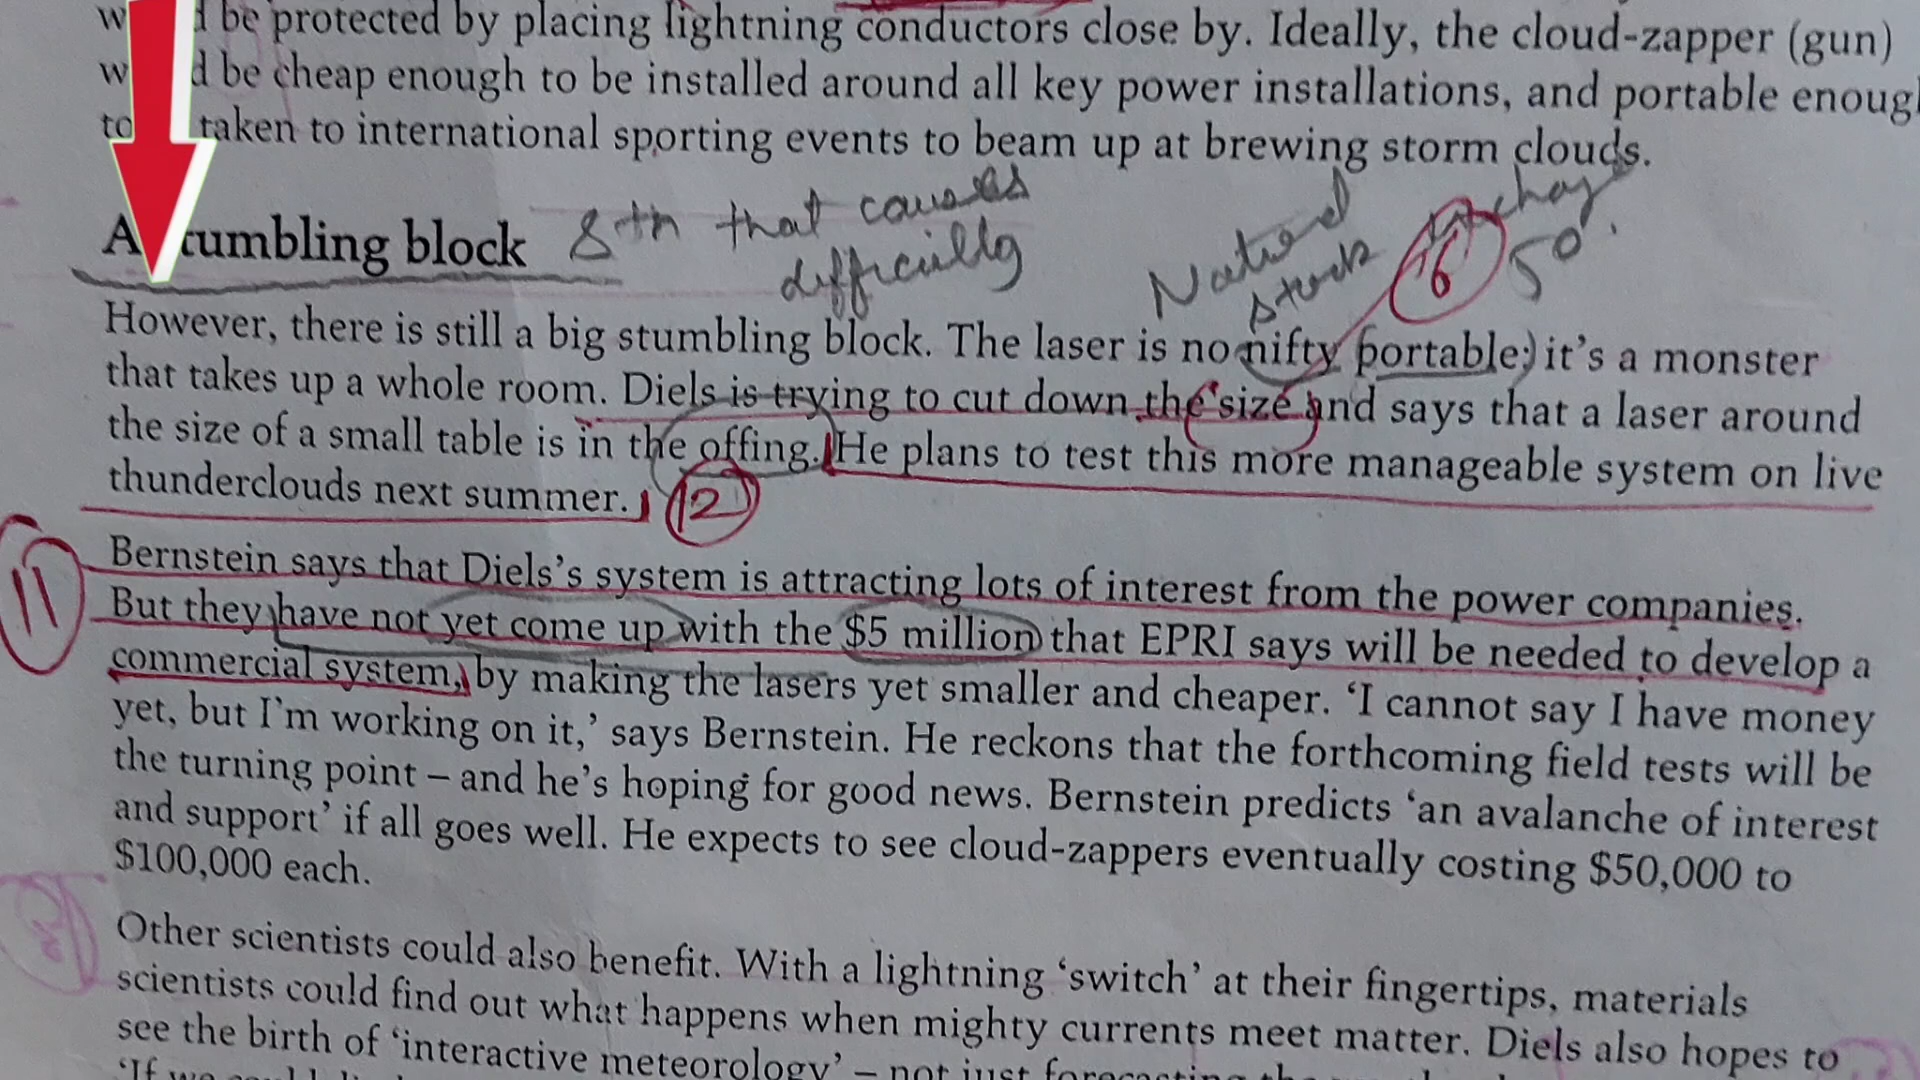 be protected by placing lightning conductors close by. Ideally, the cloud-zapper (gun)
be cheap enough to be installed around all key power installations, and portable enough
to taken to international sporting events to beam up at brewing storm clouds.
A stumbling block 8th that causes
difficulty
Natural
16
50
However, there is still a big stumbling block. The laser is no nifty portable; it's a monster
that takes up a whole room. Diels is trying to cut down the size and says that a laser around
the size of a small table is in the offing. He plans to test this more manageable system on live
thunderclouds next summer. 12
11
Bernstein says that Diels's system is attracting lots of interest from the power companies.
But they have not yet come up with the $5 million that EPRI says will be needed to develop a
commercial system, by making the lasers yet smaller and cheaper. ‘I cannot say I have money
yet, but I'm working on it,’ says Bernstein. He reckons that the forthcoming field tests will be
the turning point – and he's hoping for good news. Bernstein predicts ‘an avalanche of interest
and support’ if all goes well. He expects to see cloud-zappers eventually costing $50,000 to
$100,000 each.
Other scientists could also benefit. With a lightning ‘switch’ at their fingertips, materials
scientists could find out what happens when mighty currents meet matter. Diels also hopes to
see the birth of ‘interactive meteorology’ – not just forecasting the